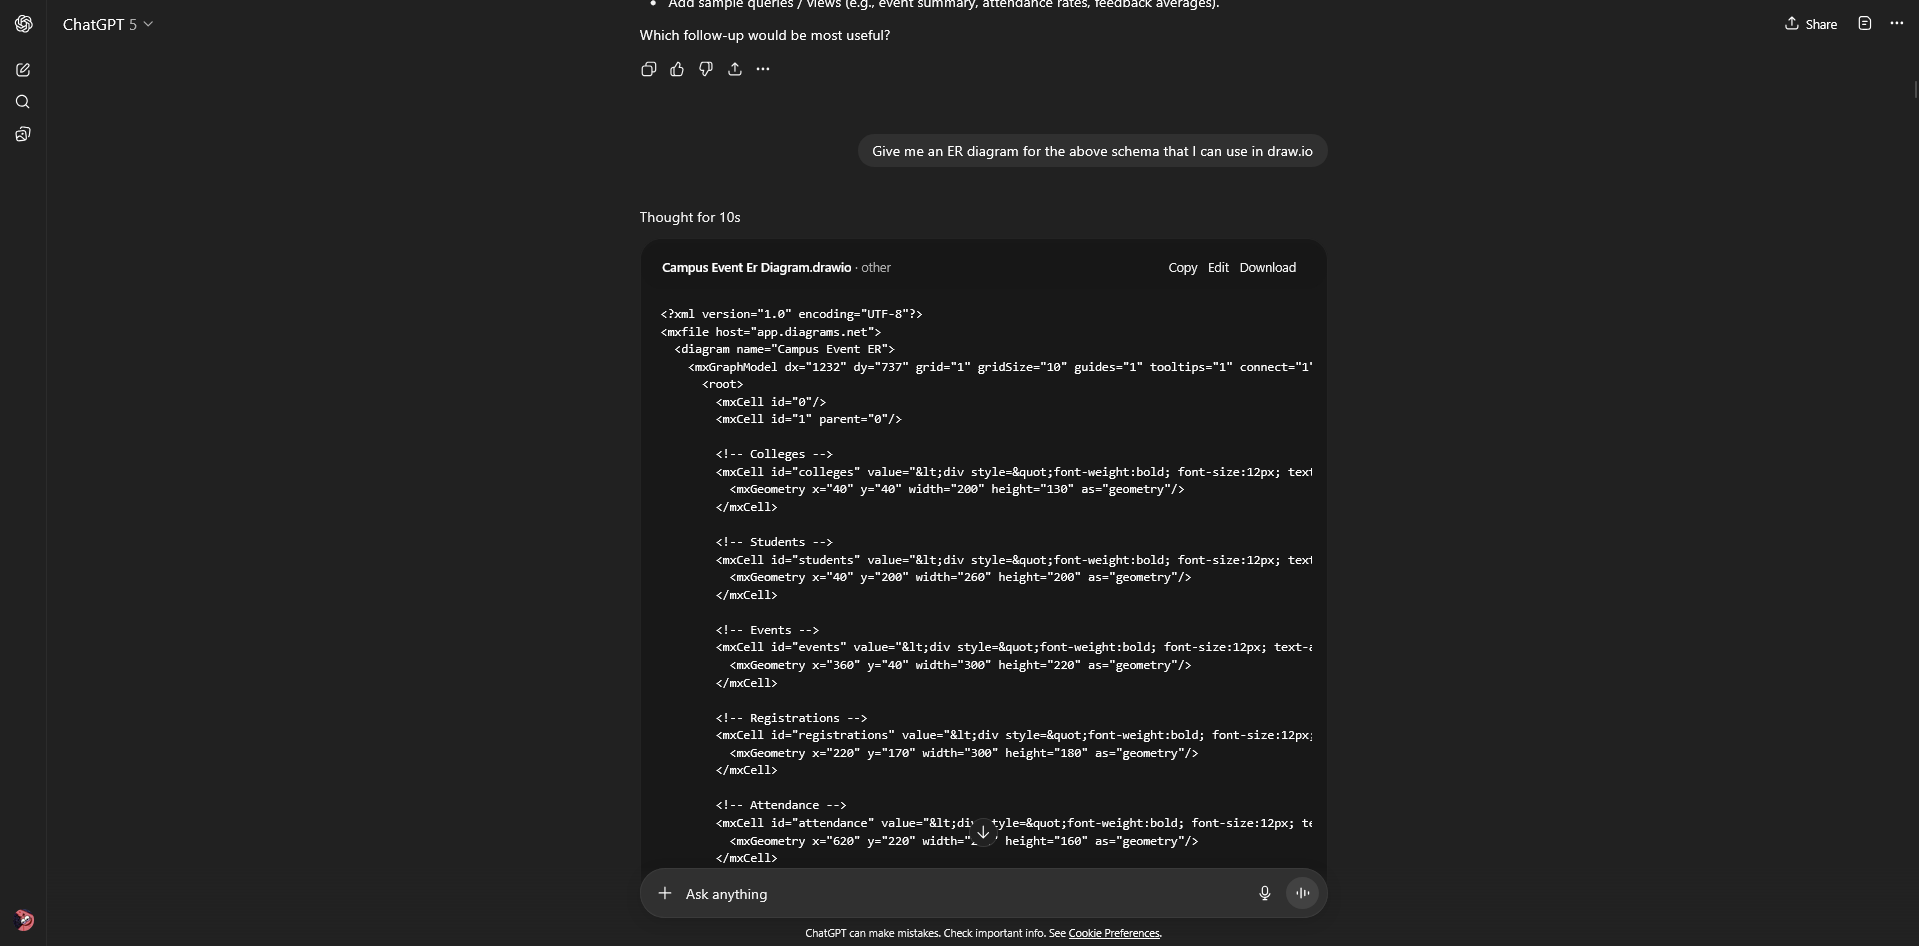 ChatGPT 5
Share
• Add sample queries / views (e.g., event summary, attendance rates, feedback averages).
Which follow-up would be most useful?
Give me an ER diagram for the above schema that I can use in draw.io
Thought for 10s
Campus Event Er Diagram.drawio · other
Copy Edit Download
<?xml version="1.0" encoding="UTF-8"?>
<mxfile host="app.diagrams.net">
<diagram name="Campus Event ER">
<mxGraphModel dx="1232" dy="737" grid="1" gridSize="10" guides="1" tooltips="1" connect="1"
<root>
<mxCell id="0"/>
<mxCell id="1" parent="0"/>
<!-- Colleges -->
<mxCell id="colleges" value="&lt;div style=&quot;font-weight:bold; font-size:12px; text
<mxGeometry x="40" y="40" width="200" height="130" as="geometry"/>
</mxCell>
<!-- Students -->
<mxCell id="students" value="&lt;div style=&quot;font-weight:bold; font-size:12px; text
<mxGeometry x="40" y="200" width="260" height="200" as="geometry"/>
</mxCell>
<!-- Events -->
<mxCell id="events" value="&lt;div style=&quot;font-weight:bold; font-size:12px; text-a
<mxGeometry x="360" y="40" width="300" height="220" as="geometry"/>
</mxCell>
<!-- Registrations -->
<mxCell id="registrations" value="&lt;div style=&quot;font-weight:bold; font-size:12px;
<mxGeometry x="220" y="170" width="300" height="180" as="geometry"/>
</mxCell>
<!-- Attendance -->
<mxCell id="attendance" value="&lt;div style=&quot;font-weight:bold; font-size:12px; te
<mxGeometry x="620" y="220" height="160" as="geometry"/>
</mxCell>
Ask anything
ChatGPT can make mistakes. Check important info. See Cookie Preferences.